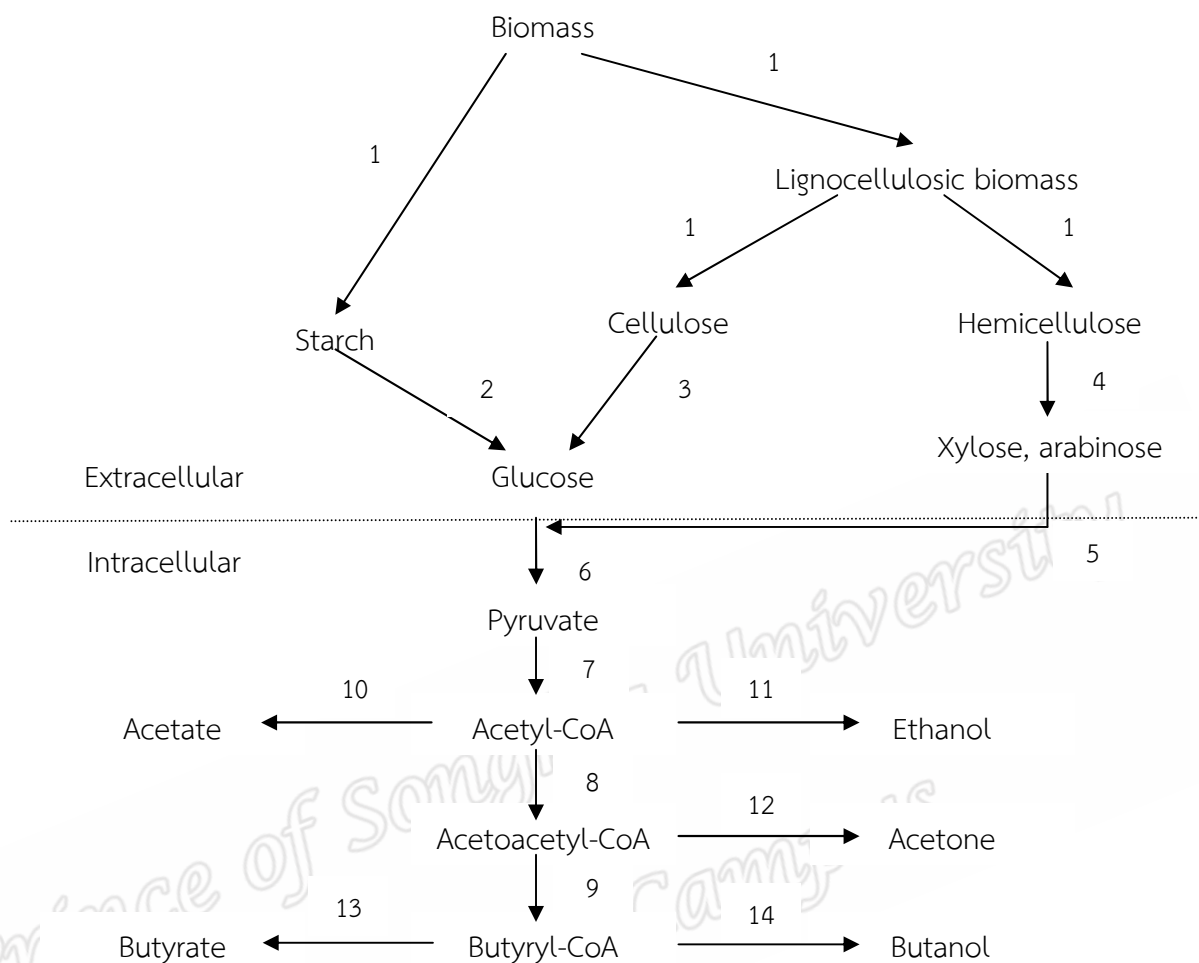 Biomass
1
1
Lignocellulosic biomass
1
1
Starch
Cellulose
Hemicellulose
2
3
4
Xylose, arabinose
Extracellular
Glucose
Intracellular
5
6
Pyruvate
7
10
11
Acetate
Acetyl-CoA
Ethanol
8
12
Acetoacetyl-CoA
Acetone
9
13
14
Butyrate
Butyryl-CoA
Butanol
University
of